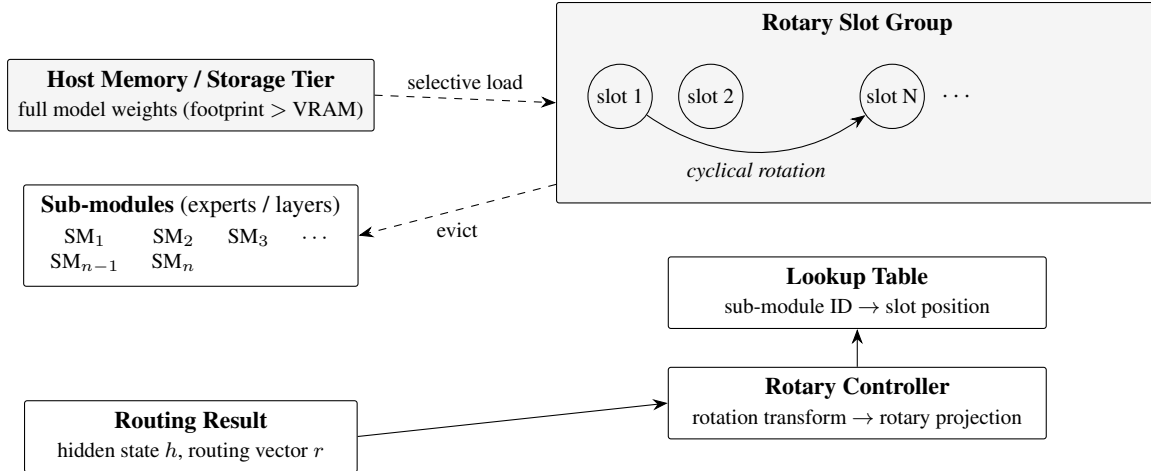 Rotary Slot Group
Host Memory / Storage Tier
full model weights (footprint > VRAM)
selective load
slot 1
slot 2
slot N
···
cyclical rotation
Sub-modules (experts / layers)
SM₁ SM₂ SM₃ ···
SMₙ₋₁ SMₙ
evict
Lookup Table
sub-module ID → slot position
Rotary Controller
rotation transform → rotary projection
Routing Result
hidden state h, routing vector r